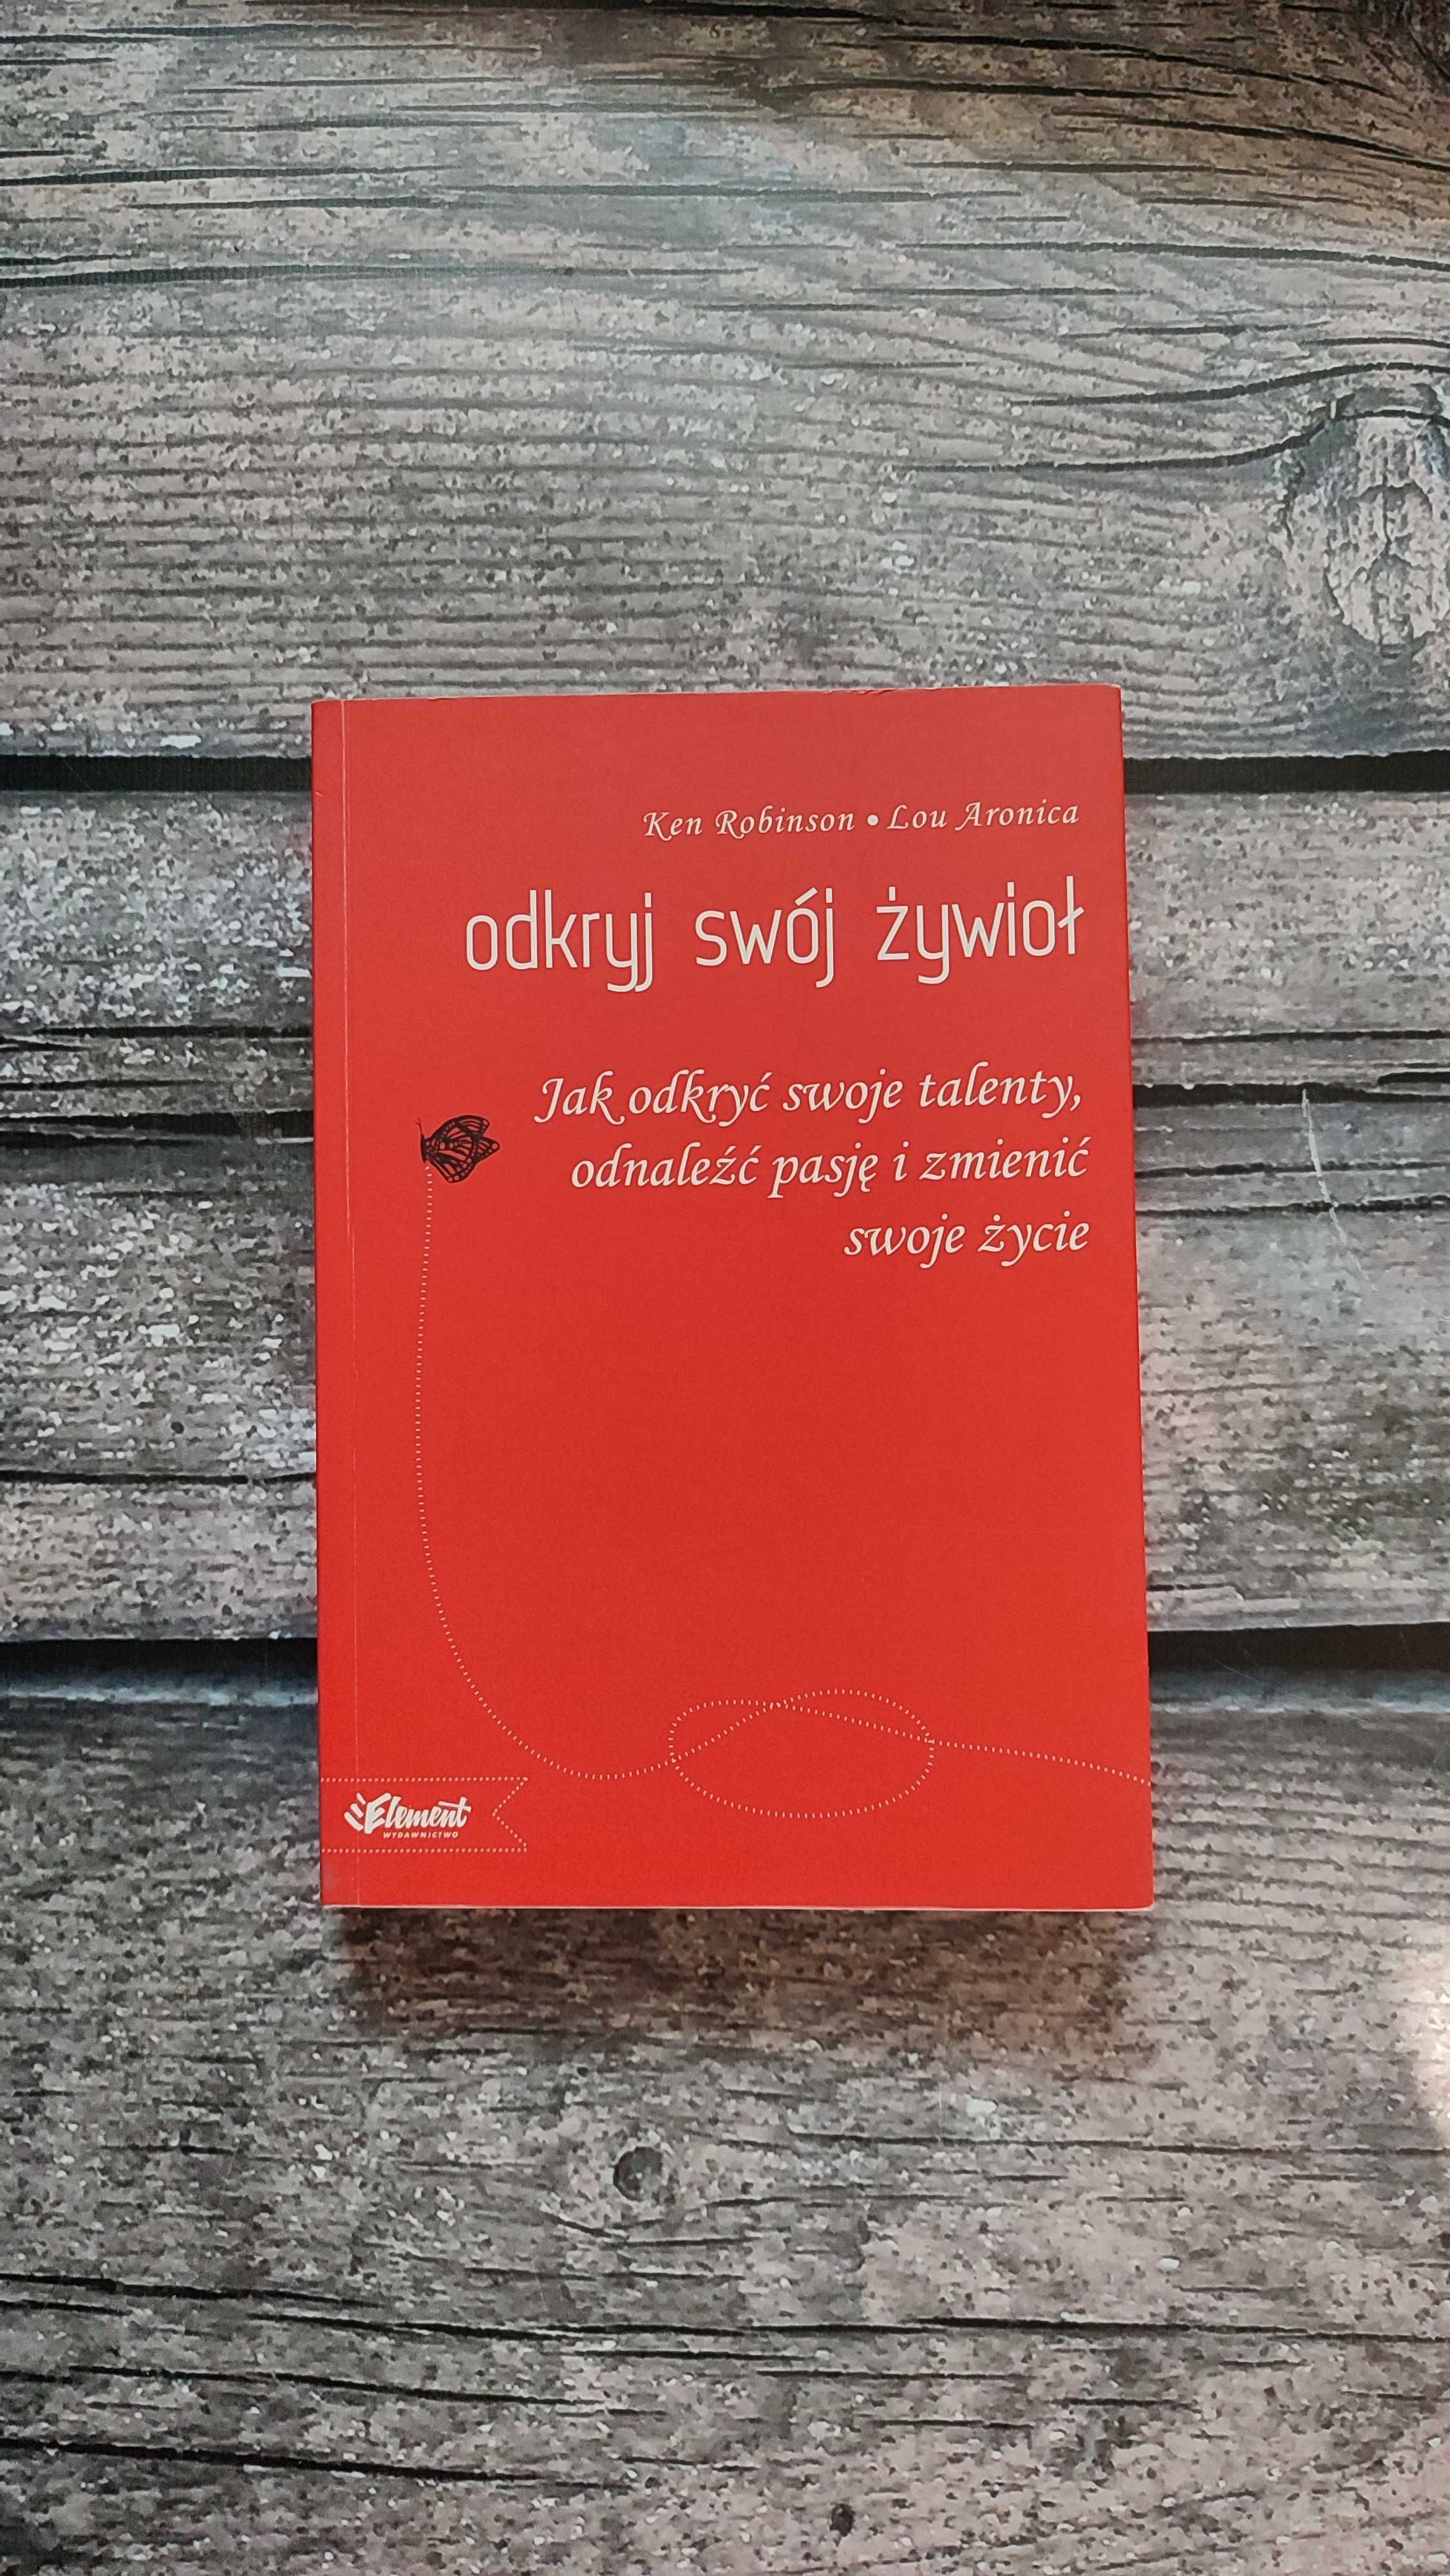 Ken Robinson • Lou Aronica
odkryj swój żywioł
Jak odkryć swoje talenty,
odnaleźć pasję i zmienić
swoje życie
Element
WYDAWNICTWO